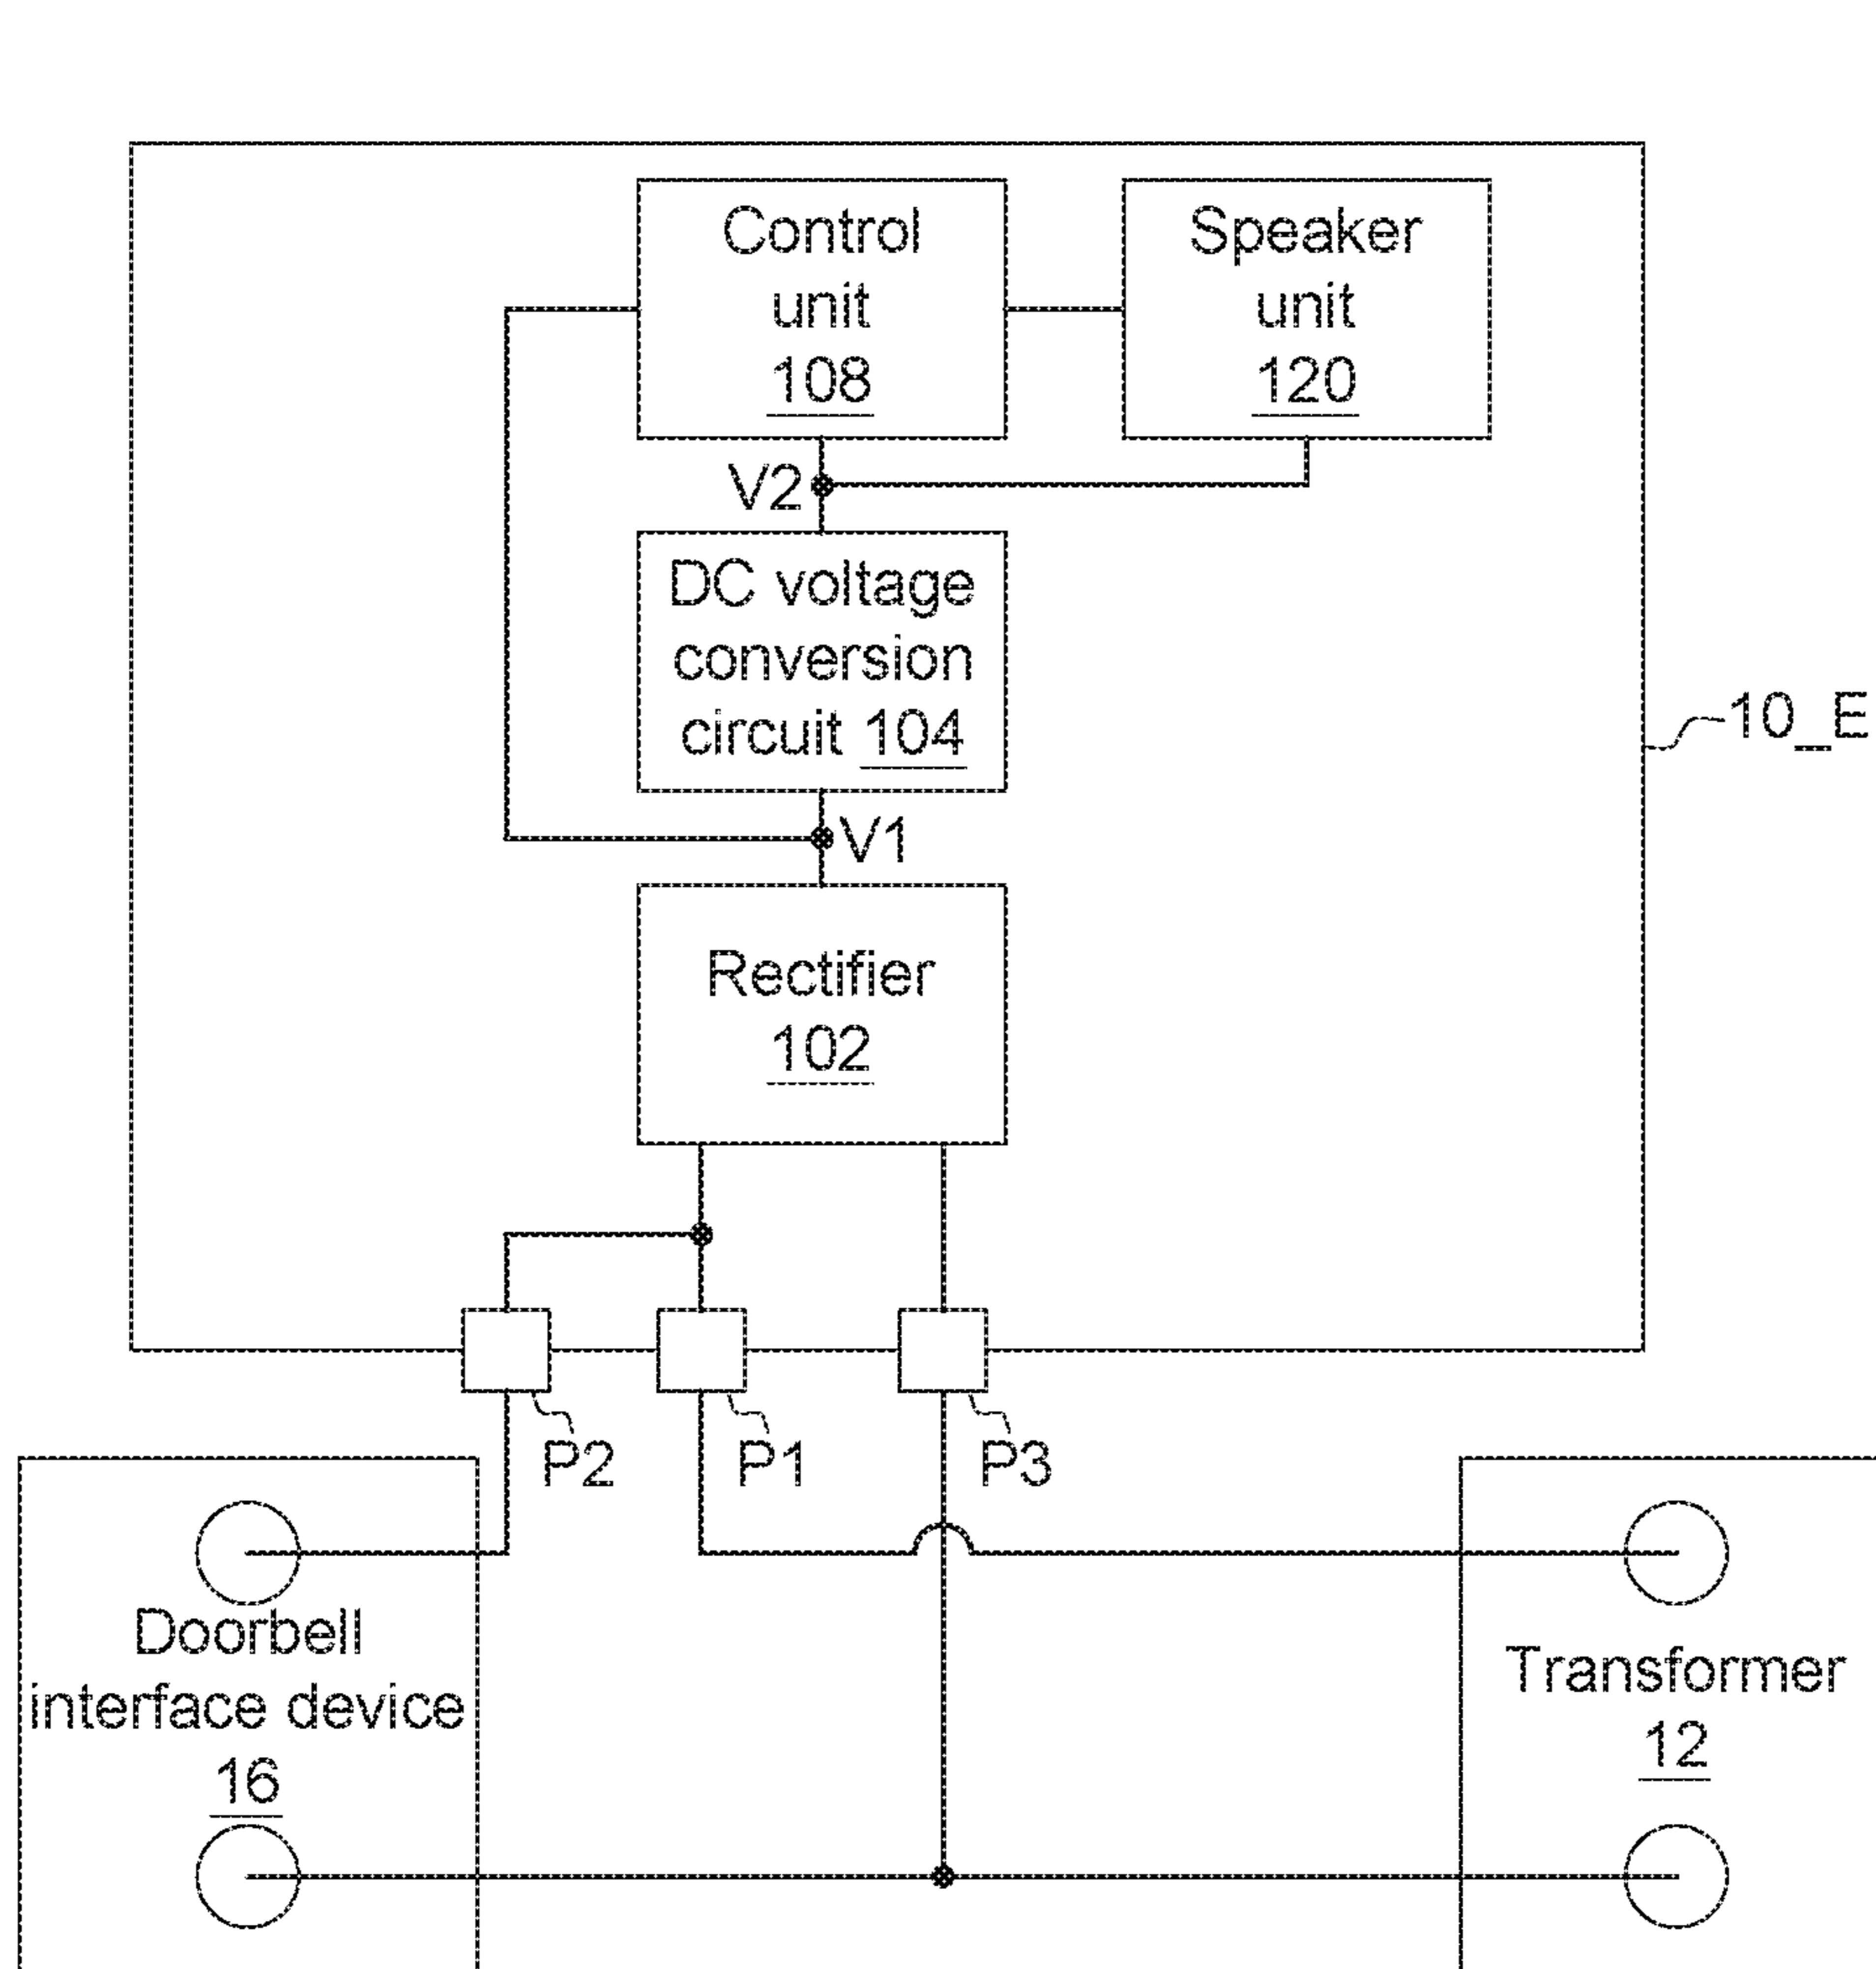 Control
unit
108
Speaker
unit
120
V2
DC voltage
conversion
circuit 104
10_E
V1
Rectifier
102
P2
P1
P3
Doorbell
interface device
16
Transformer
12